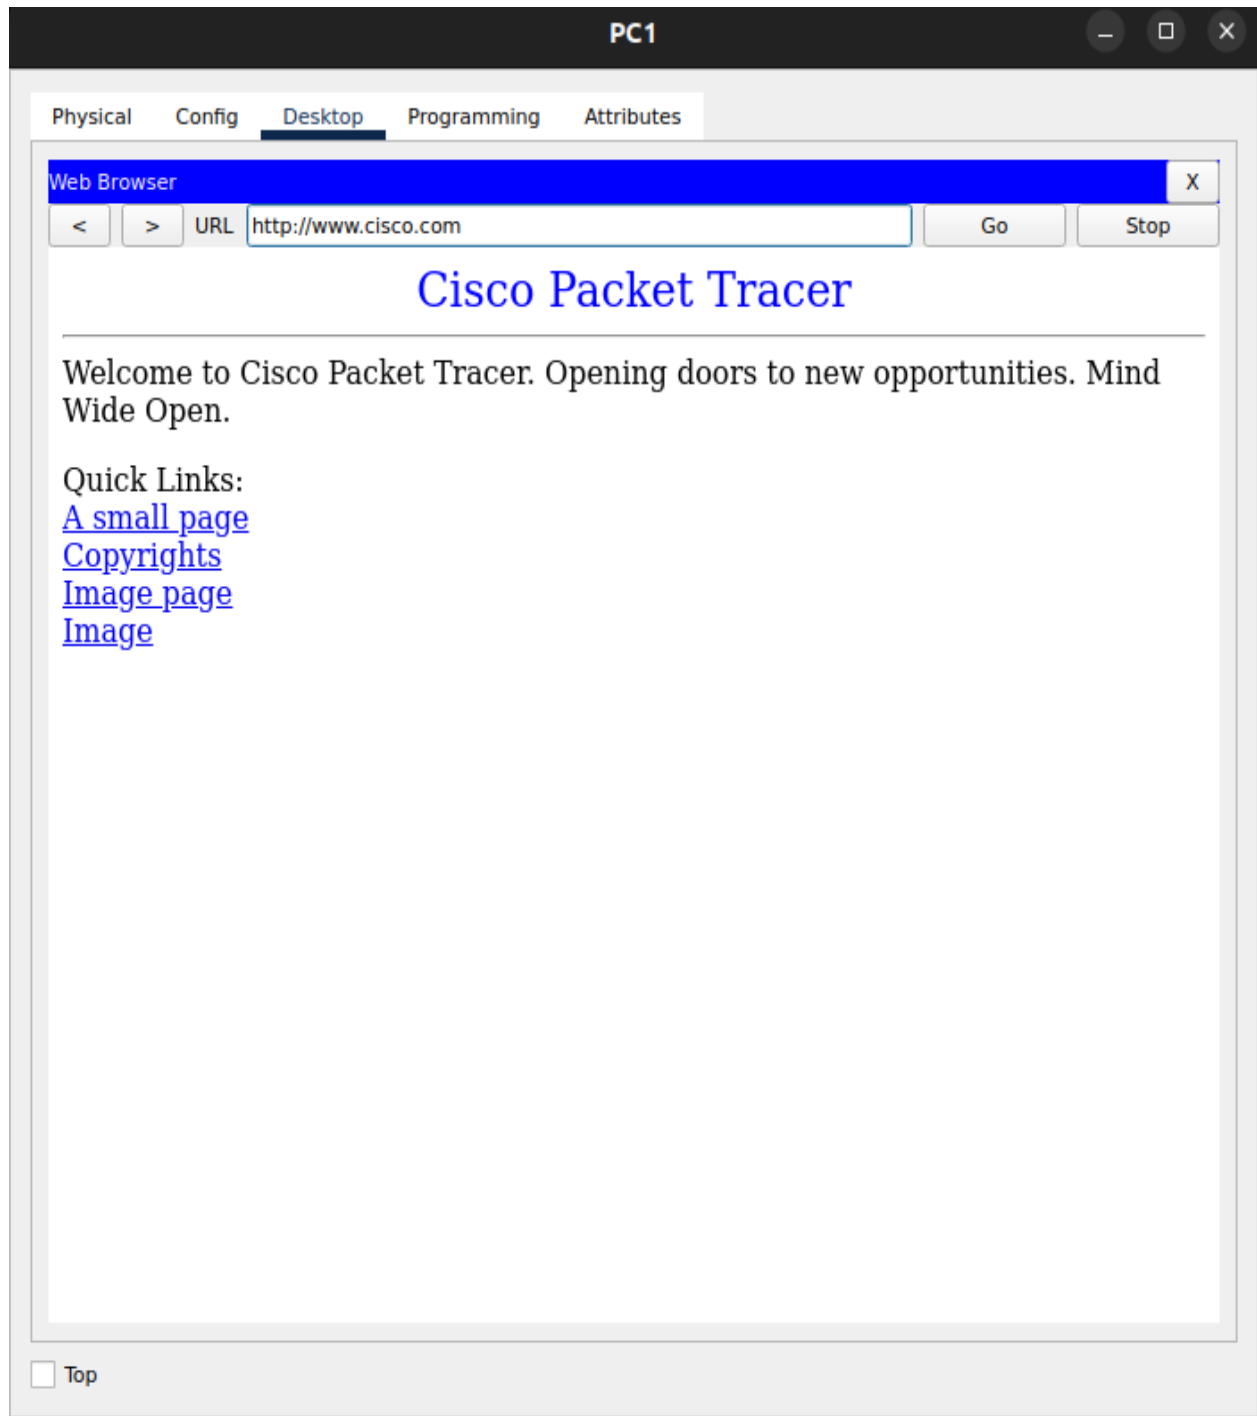 PC1
Physical Config Desktop Programming Attributes
Web Browser X
< > URL http://www.cisco.com Go Stop
Cisco Packet Tracer
Welcome to Cisco Packet Tracer. Opening doors to new opportunities. Mind
Wide Open.
Quick Links:
A small page
Copyrights
Image page
Image
Top